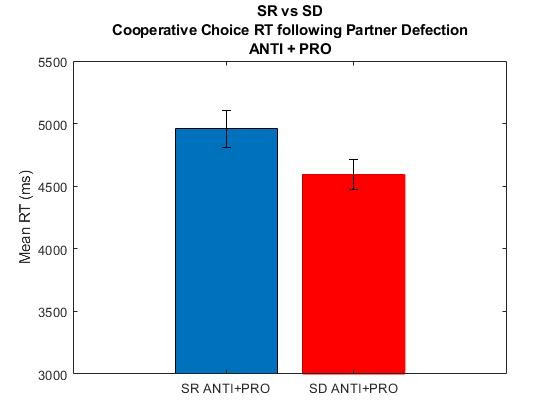 SR vs SD
Cooperative Choice RT following Partner Defection
ANTI + PRO
5500
5000
4500
4000
3500
3000
Mean RT (ms)
SR ANTI+PRO
SD ANTI+PRO